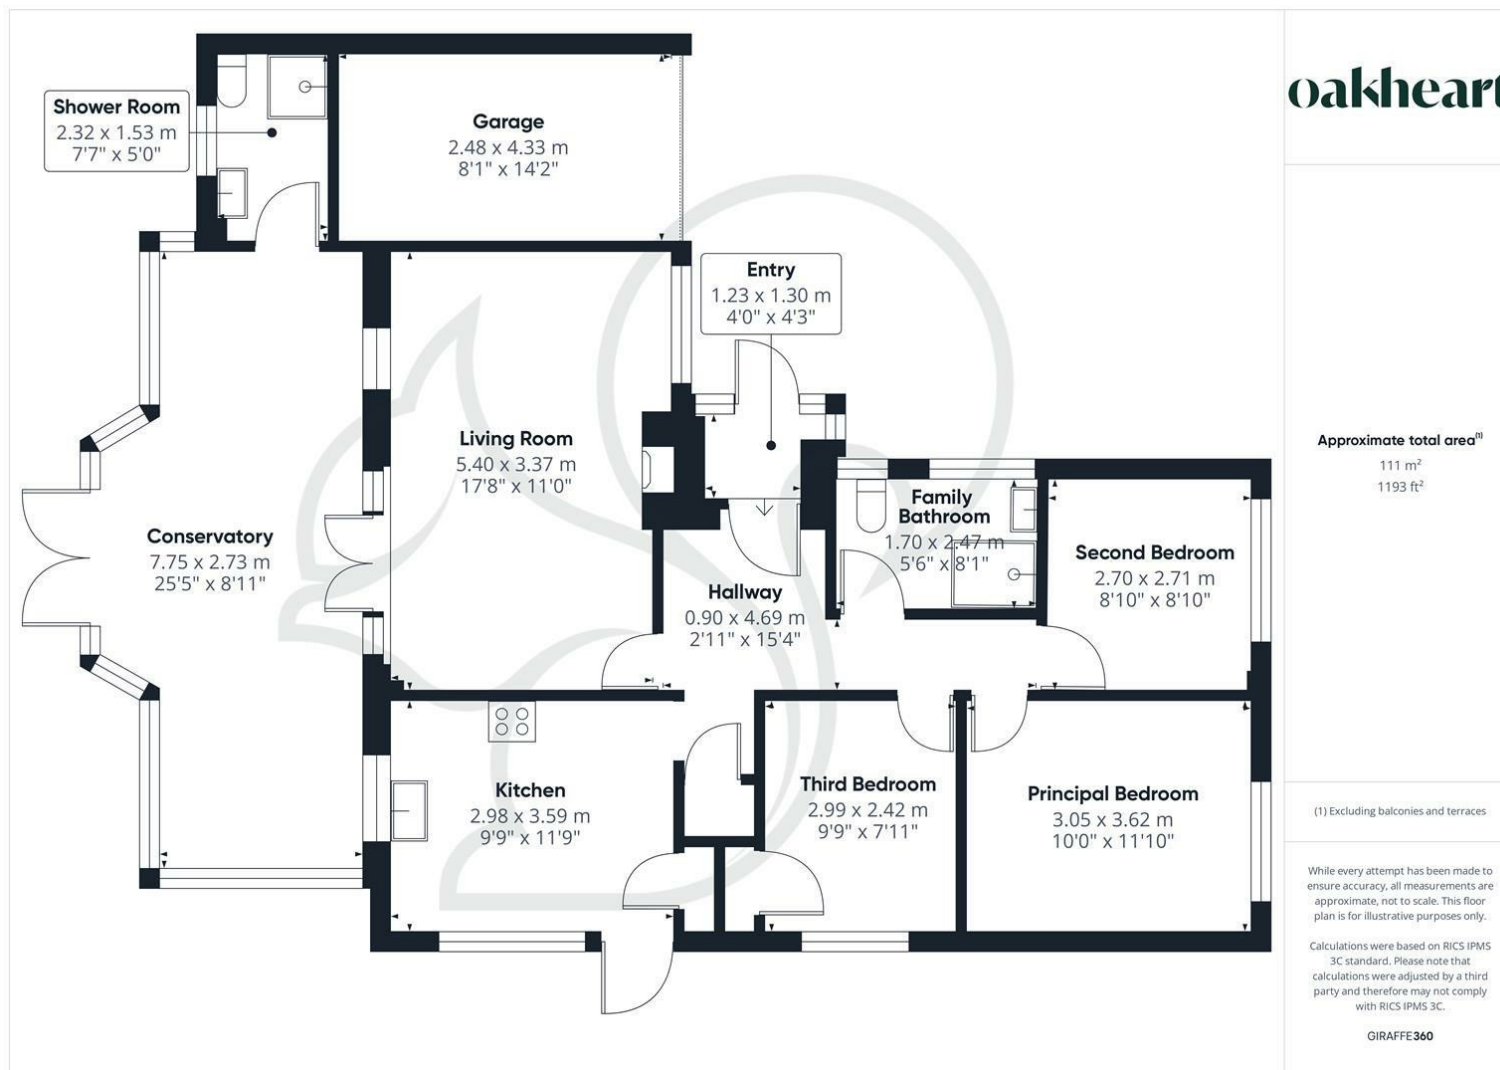 Shower Room
2.32 x 1.53 m
7'7" x 5'0"
Garage
2.48 x 4.33 m
8'1" x 14'2"
Entry
1.23 x 1.30 m
4'0" x 4'3"
Living Room
5.40 x 3.37 m
17'8" x 11'0"
Conservatory
7.75 x 2.73 m
25'5" x 8'11"
Family
Bathroom
1.70 x 2.47 m
5'6" x 8'1"
Second Bedroom
2.70 x 2.71 m
8'10" x 8'10"
Hallway
0.90 x 4.69 m
2'11" x 15'4"
Kitchen
2.98 x 3.59 m
9'9" x 11'9"
Third Bedroom
2.99 x 2.42 m
9'9" x 7'11"
Principal Bedroom
3.05 x 3.62 m
10'0" x 11'10"
oakheart
Approximate total area⁽¹⁾
111 m²
1193 ft²
(1) Excluding balconies and terraces
While every attempt has been made to
ensure accuracy, all measurements are
approximate, not to scale. This floor
plan is for illustrative purposes only.
Calculations were based on RICS IPMS
3C standard. Please note that
calculations were adjusted by a third
party and therefore may not comply
with RICS IPMS 3C.
GIRAFFE360